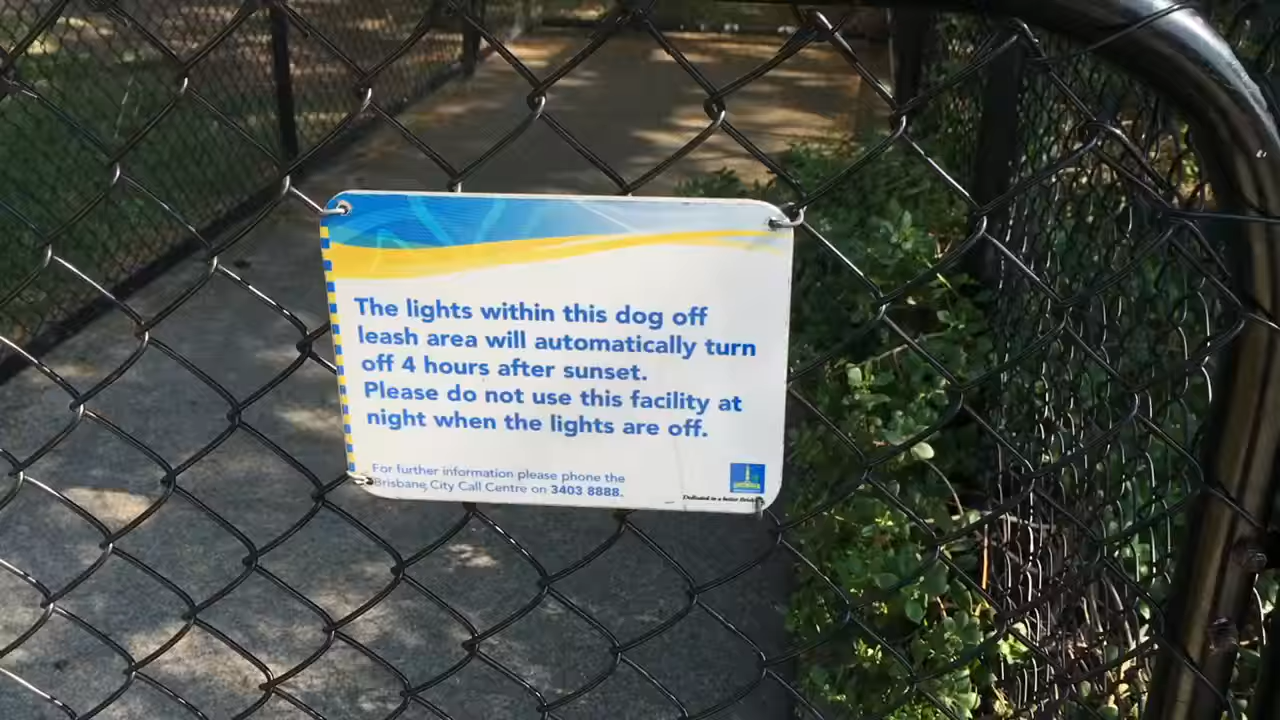 The lights within this dog off
leash area will automatically turn
off 4 hours after sunset.
Please do not use this facility at
night when the lights are off.
For further information please phone the
Brisbane City Call Centre on 3403 8888.
Dedicated to a better